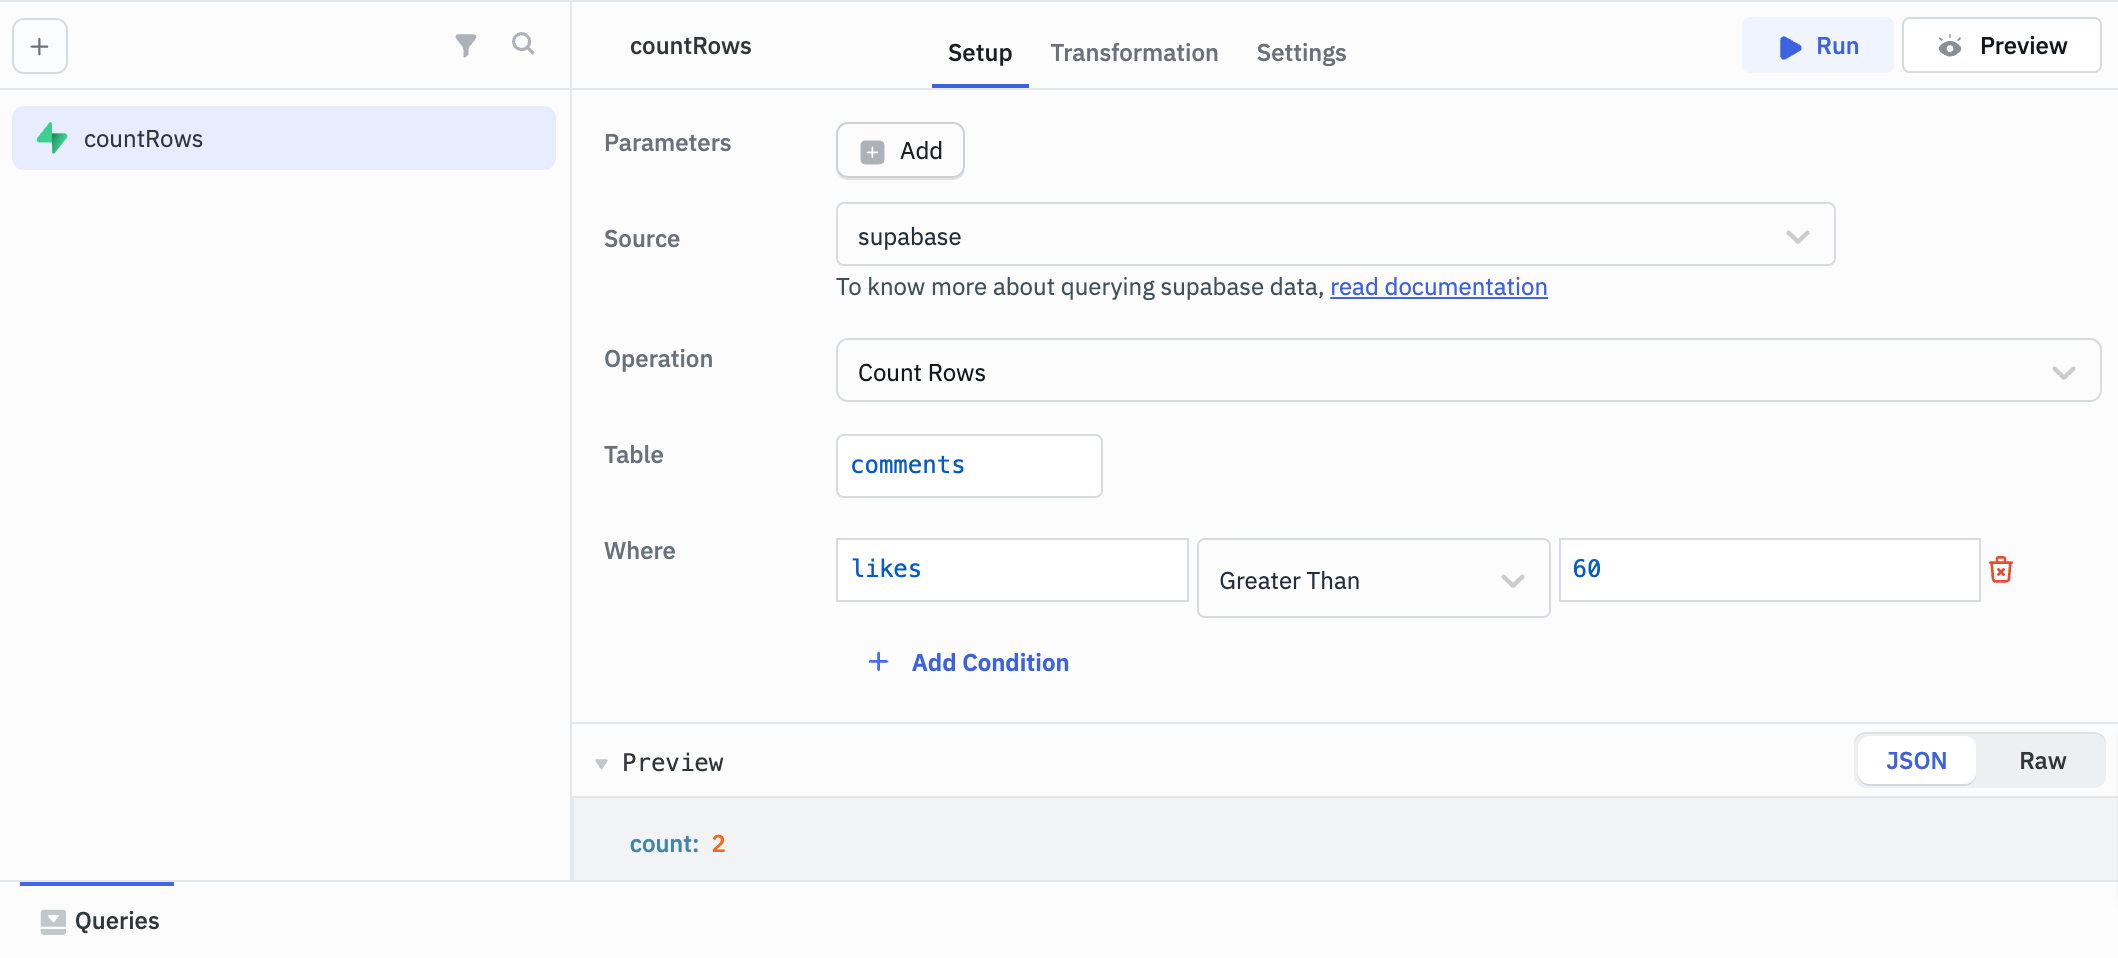 countRows
Setup Transformation Settings
Run
Preview
countRows
Parameters
Add
Source
supabase
To know more about querying supabase data, read documentation
Operation
Count Rows
Table
comments
Where
likes
Greater Than
60
+ Add Condition
Preview
JSON
Raw
count: 2
Queries